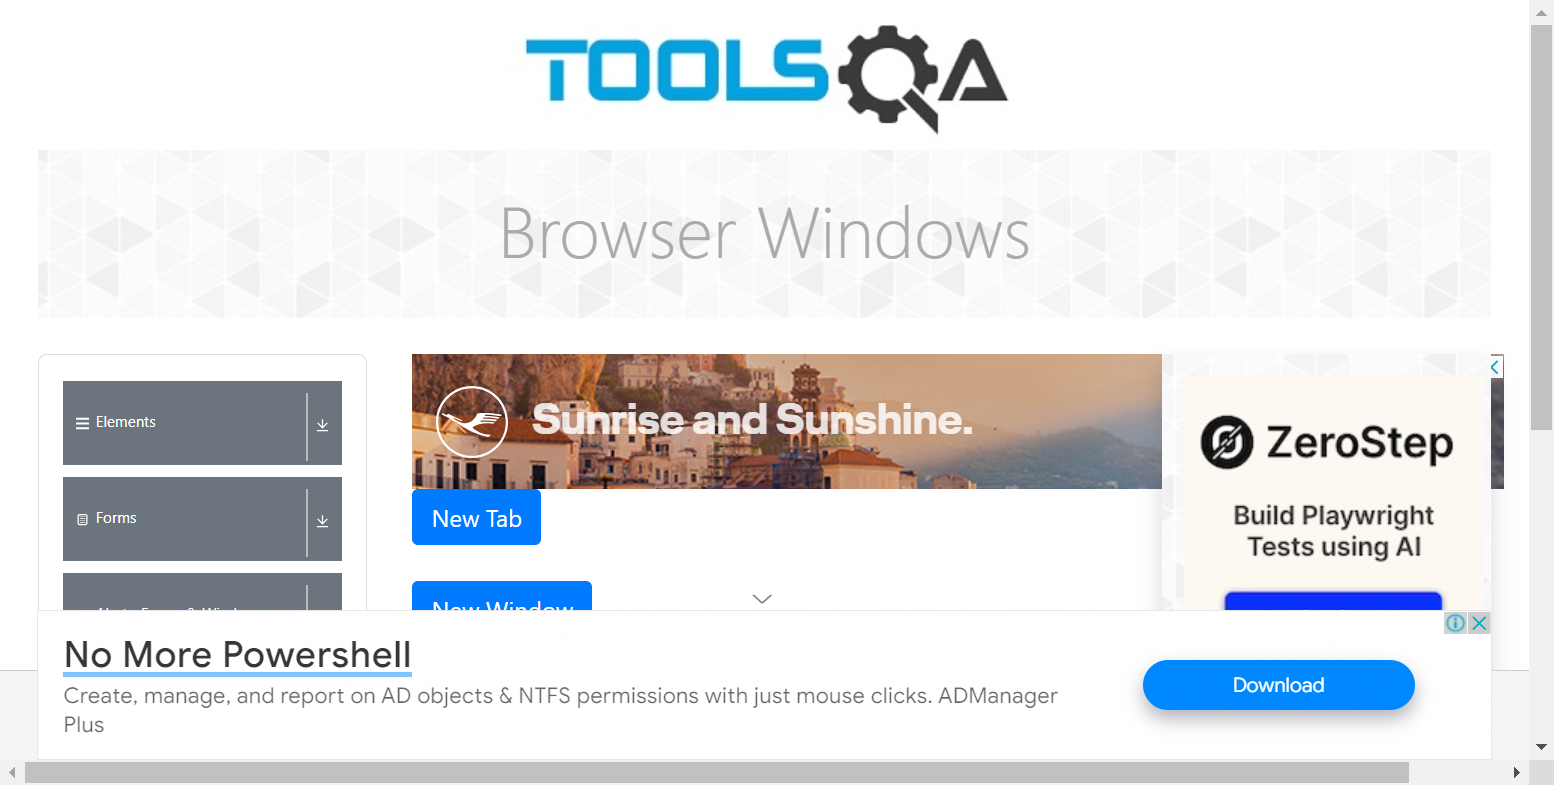 TOOLSQA
Browser Windows
Elements
Sunrise and Sunshine.
ZeroStep
Forms
New Tab
Build Playwright
Tests using AI
New Window
No More Powershell
Create, manage, and report on AD objects & NTFS permissions with just mouse clicks. ADManager
Plus
Download